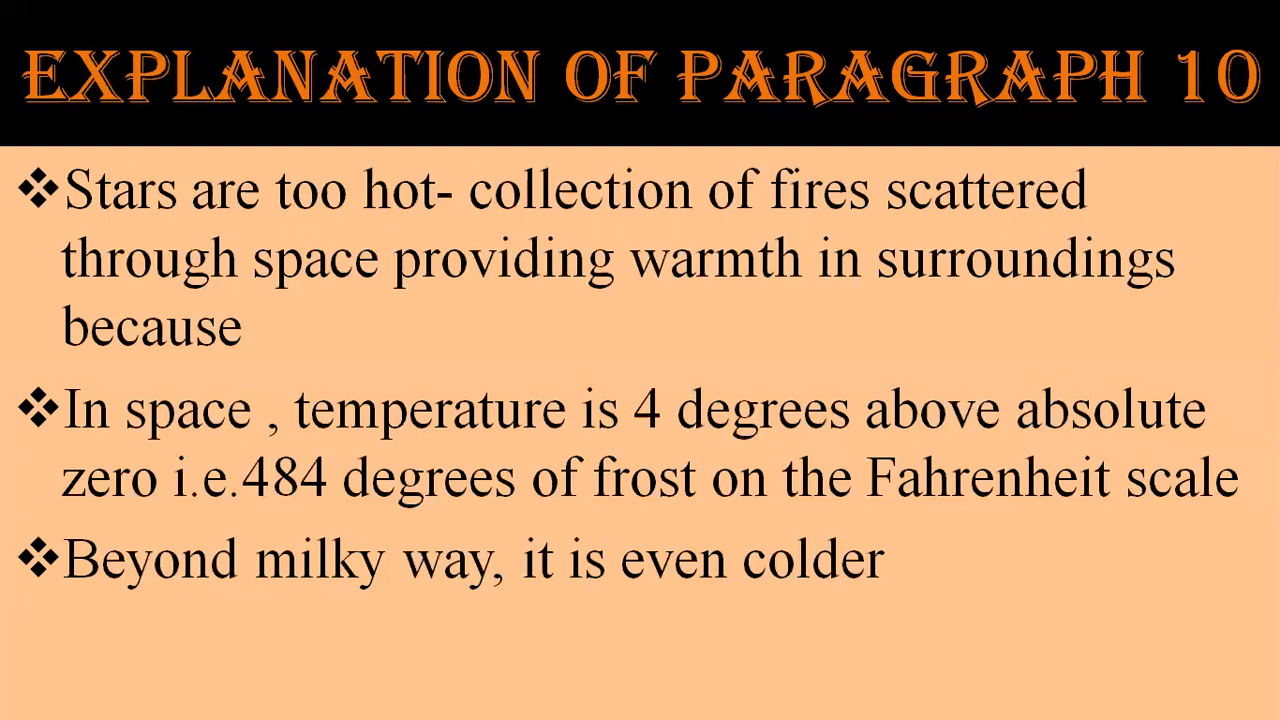 EXPLANATION OF PARAGRAPH 10
❖Stars are too hot- collection of fires scattered
through space providing warmth in surroundings
because
❖In space , temperature is 4 degrees above absolute
zero i.e.484 degrees of frost on the Fahrenheit scale
❖Beyond milky way, it is even colder